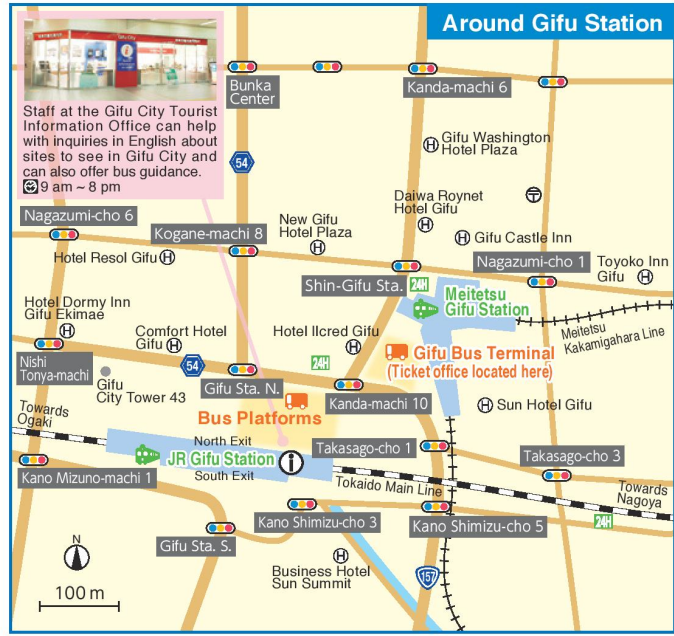 Around Gifu Station
Gifu City
Staff at the Gifu City Tourist
Information Office can help
with inquiries in English about
sites to see in Gifu City and
can also offer bus guidance.
9 am ~ 8 pm
Bunka
Center
Kanda-machi 6
54
Gifu Washington
Hotel Plaza
Daiwa Roynet
Hotel Gifu
Nagazumi-cho 6
Kogane-machi 8
New Gifu
Hotel Plaza
Gifu Castle Inn
Hotel Resol Gifu
Shin-Gifu Sta.
24H
Nagazumi-cho 1
Toyoko Inn
Gifu
Meitetsu
Gifu Station
Hotel Dormy Inn
Gifu Ekimae
Comfort Hotel
Gifu
Hotel Ilcred Gifu
Meitetsu
Kakamigahara Line
Nishi
Tonya-machi
54
24H
Gifu Bus Terminal
(Ticket office located here)
Gifu
City Tower 43
Gifu Sta. N.
Kanda-machi 10
Sun Hotel Gifu
Towards
Ogaki
Bus Platforms
North Exit
JR Gifu Station
South Exit
Takasago-cho 1
Takasago-cho 3
Kano Mizuno-machi 1
Tokaido Main Line
Towards
Nagoya
Kano Shimizu-cho 3
Kano Shimizu-cho 5
24H
Gifu Sta. S.
N
Business Hotel
Sun Summit
157
100 m
H
H
H
H
H
H
H
H
H
H
H
i